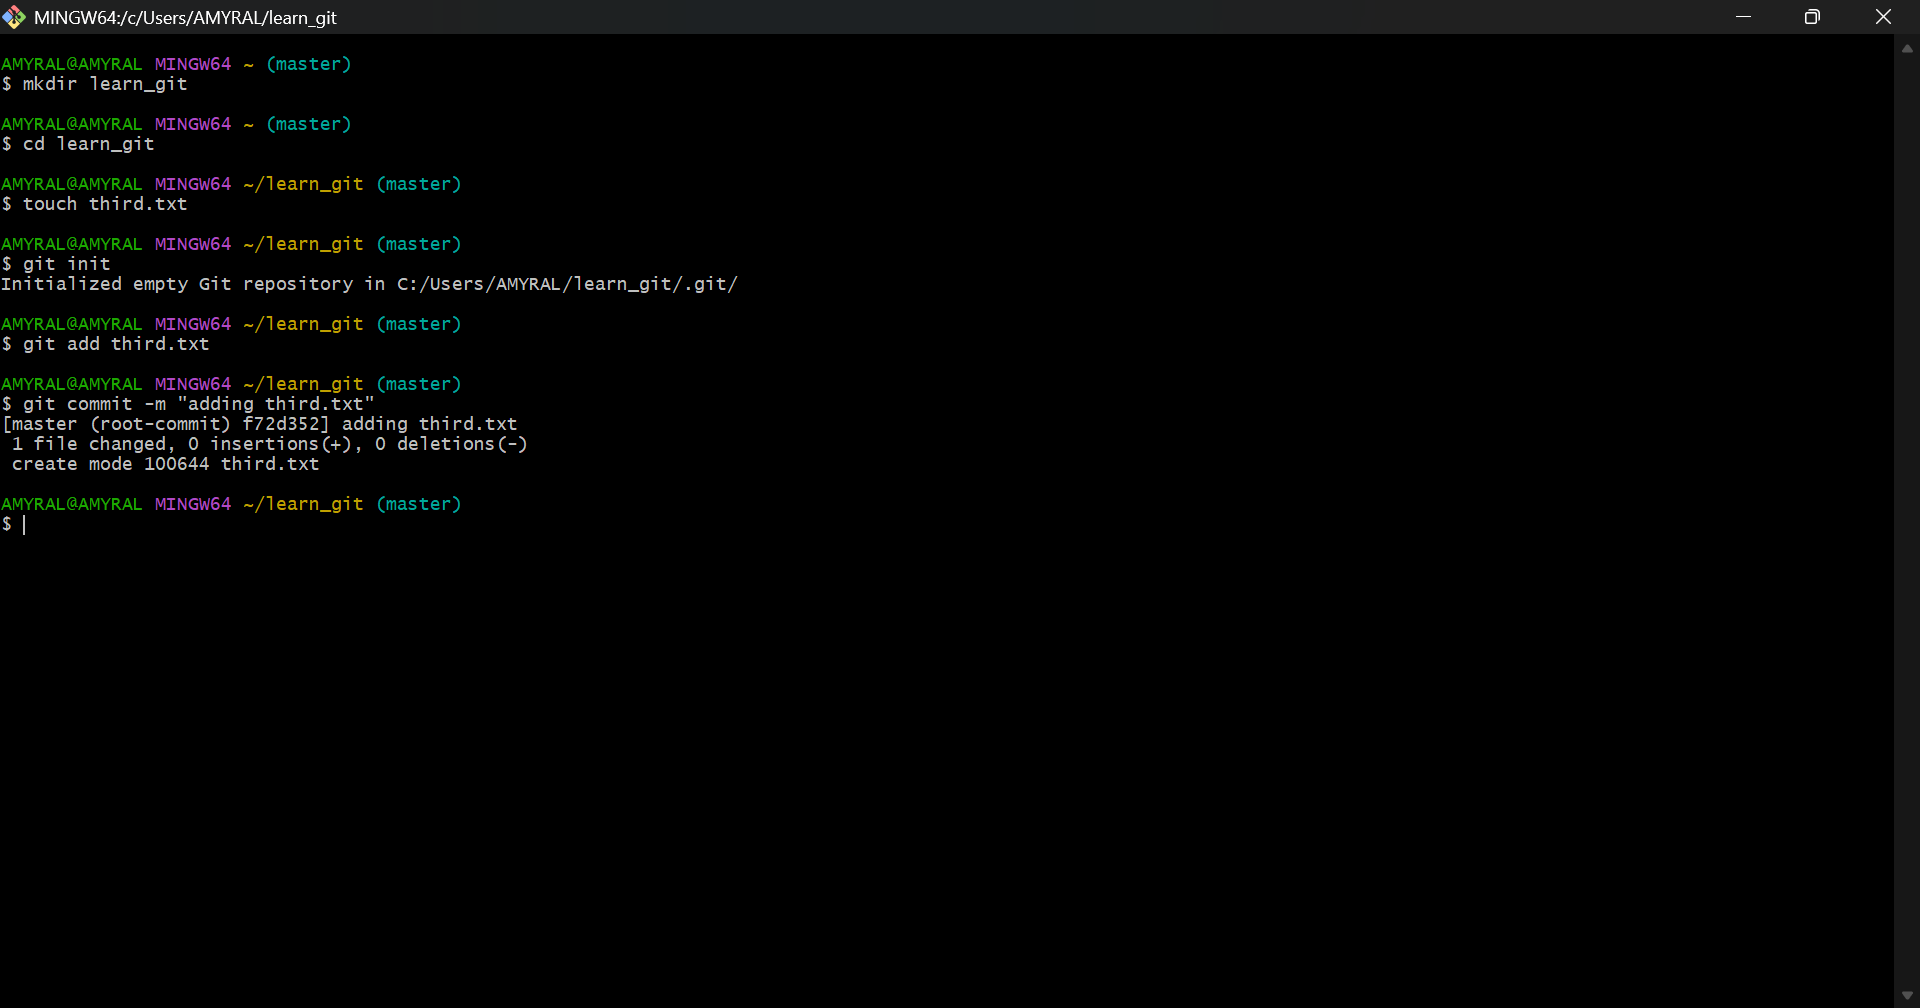 MINGW64:/c/Users/AMYRAL/learn_git
AMYRAL@AMYRAL MINGW64 ~ (master)
$ mkdir learn_git
AMYRAL@AMYRAL MINGW64 ~ (master)
$ cd learn_git
AMYRAL@AMYRAL MINGW64 ~/learn_git (master)
$ touch third.txt
AMYRAL@AMYRAL MINGW64 ~/learn_git (master)
$ git init
Initialized empty Git repository in C:/Users/AMYRAL/learn_git/.git/
AMYRAL@AMYRAL MINGW64 ~/learn_git (master)
$ git add third.txt
AMYRAL@AMYRAL MINGW64 ~/learn_git (master)
$ git commit -m "adding third.txt"
[master (root-commit) f72d352] adding third.txt
 1 file changed, 0 insertions(+), 0 deletions(-)
 create mode 100644 third.txt
AMYRAL@AMYRAL MINGW64 ~/learn_git (master)
$